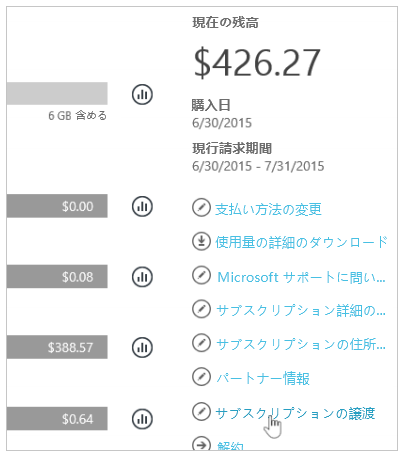 現在の残高
$426.27
購入日
6/30/2015
現行請求期間
6/30/2015 - 7/31/2015
6 GB 含める
$0.00
$0.08
$388.57
$0.64
支払い方法の変更
使用量の詳細のダウンロード
Microsoft サポートに問い...
サブスクリプション詳細の...
サブスクリプションの住所...
パートナー情報
サブスクリプションの譲渡
解約